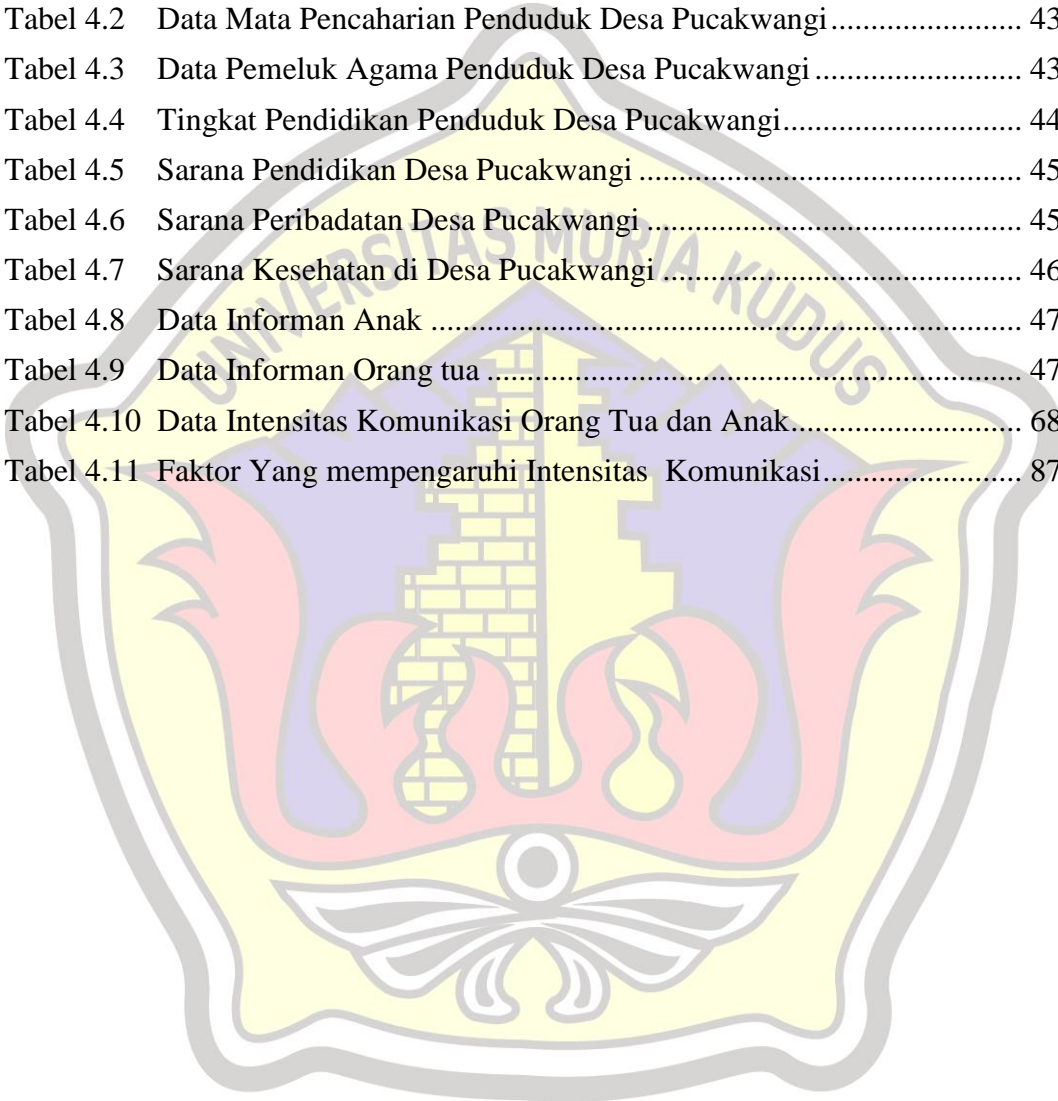 Tabel 4.2 Data Mata Pencaharian Penduduk Desa Pucakwangi ................... 43
Tabel 4.3 Data Pemeluk Agama Penduduk Desa Pucakwangi ..................... 43
Tabel 4.4 Tingkat Pendidikan Penduduk Desa Pucakwangi ......................... 44
Tabel 4.5 Sarana Pendidikan Desa Pucakwangi ............................................ 45
Tabel 4.6 Sarana Peribadatan Desa Pucakwangi ........................................... 45
Tabel 4.7 Sarana Kesehatan di Desa Pucakwangi ......................................... 46
Tabel 4.8 Data Informan Anak ...................................................................... 47
Tabel 4.9 Data Informan Orang tua ............................................................... 47
Tabel 4.10 Data Intensitas Komunikasi Orang Tua dan Anak ......................... 68
Tabel 4.11 Faktor Yang mempengaruhi Intensitas Komunikasi ...................... 87
UNIVERSITAS MURIA KUDUS